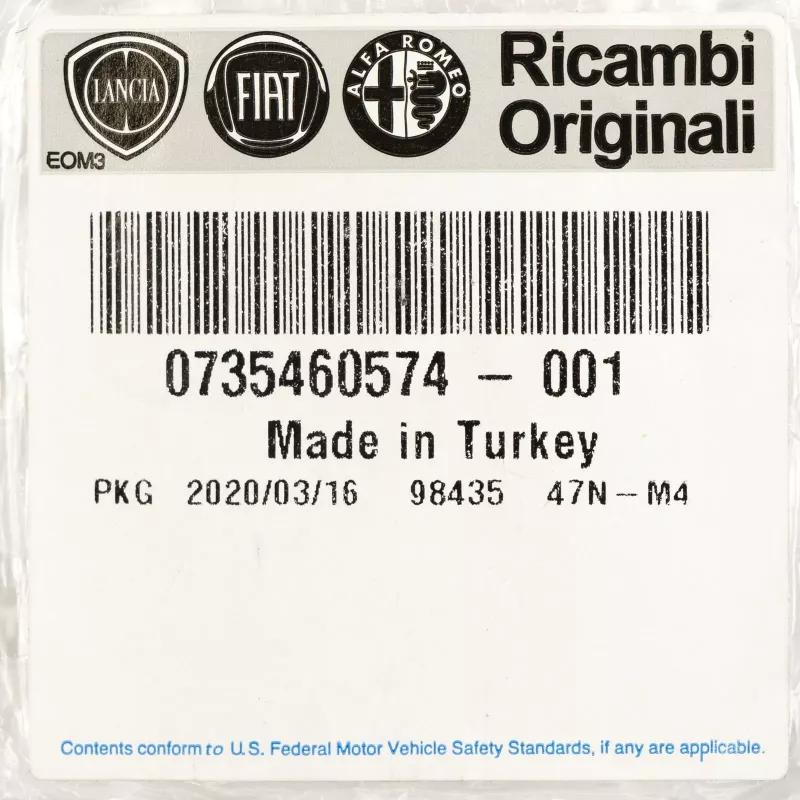 LANCIA
FIAT
ALFA ROMEO
Ricambi
Originali
EOM3
0735460574 - 001
Made in Turkey
PKG 2020/03/16 98435 47N-M4
Contents conform to U.S. Federal Motor Vehicle Safety Standards, if any are applicable.